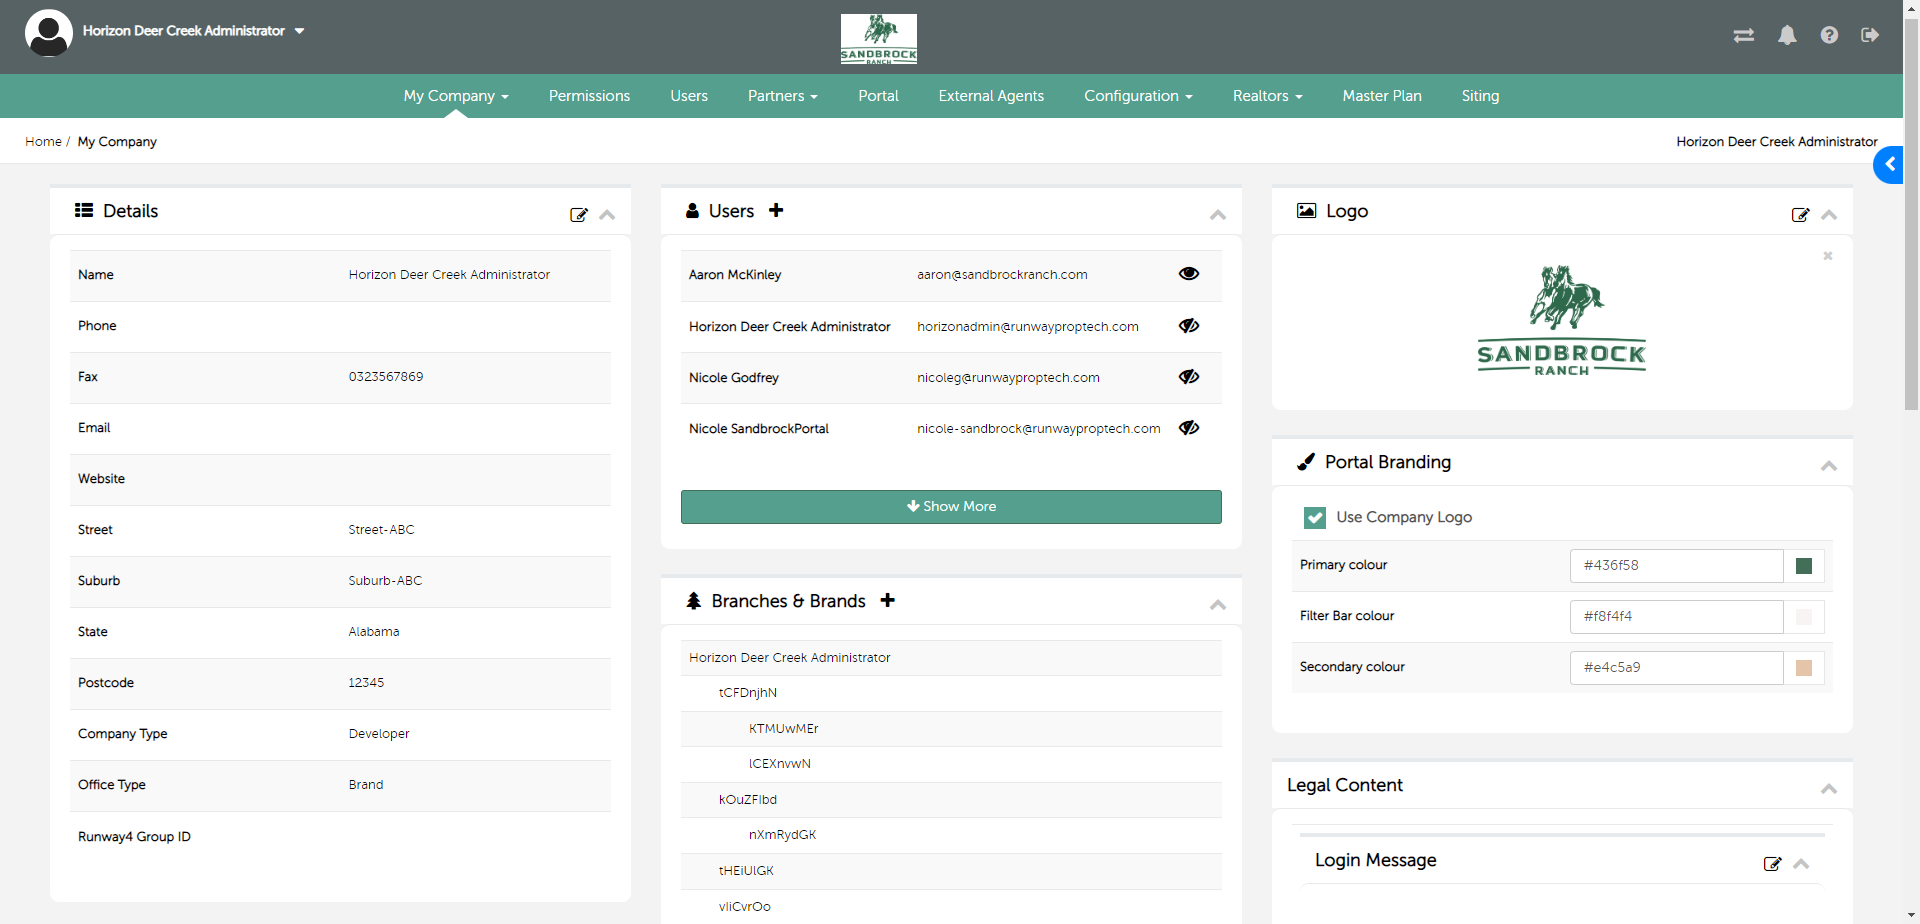 Horizon Deer Creek Administrator
SANDBROCK
RANCH
My Company
Permissions
Users
Partners
Portal
External Agents
Configuration
Realtors
Master Plan
Siting
Home / My Company
Horizon Deer Creek Administrator
Details
Name Horizon Deer Creek Administrator
Phone
Fax 0323567869
Email
Website
Street Street-ABC
Suburb Suburb-ABC
State Alabama
Postcode 12345
Company Type Developer
Office Type Brand
Runway4 Group ID
Users
Aaron McKinley aaron@sandbrockranch.com
Horizon Deer Creek Administrator horizonadmin@runwayproptech.com
Nicole Godfrey nicoleg@runwayproptech.com
Nicole SandbrockPortal nicole-sandbrock@runwayproptech.com
Show More
Branches & Brands
Horizon Deer Creek Administrator
tCFDnjhN
KTMUwMEr
lCEXnvwN
kOuZFIbd
nXmRydGK
tHEiUlGK
vIiCvrOo
Logo
SANDBROCK
RANCH
Portal Branding
Use Company Logo
Primary colour #436f58
Filter Bar colour #f8f4f4
Secondary colour #e4c5a9
Legal Content
Login Message